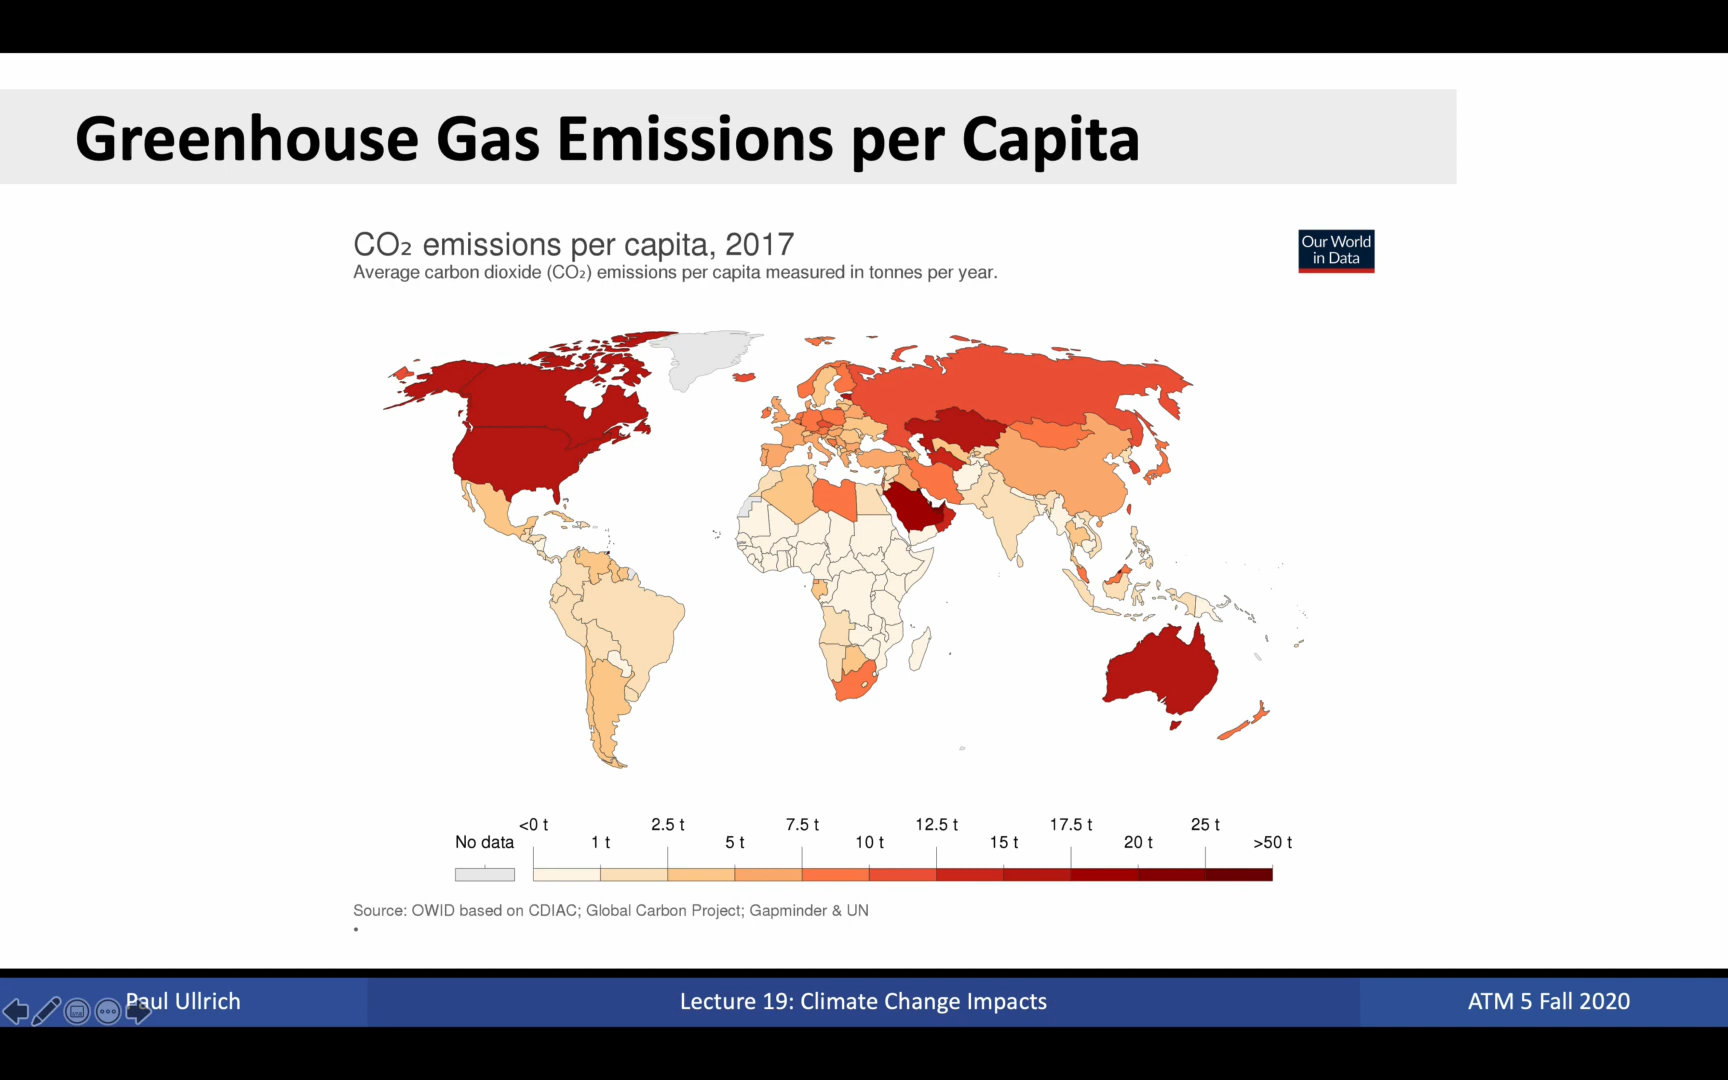 Greenhouse Gas Emissions per Capita
CO₂ emissions per capita, 2017
Average carbon dioxide (CO₂) emissions per capita measured in tonnes per year.
Our World
in Data
<0 t 2.5 t 7.5 t 12.5 t 17.5 t 25 t
No data 1 t 5 t 10 t 15 t 20 t >50 t
Source: OWID based on CDIAC; Global Carbon Project; Gapminder & UN
•
Paul Ullrich Lecture 19: Climate Change Impacts ATM 5 Fall 2020